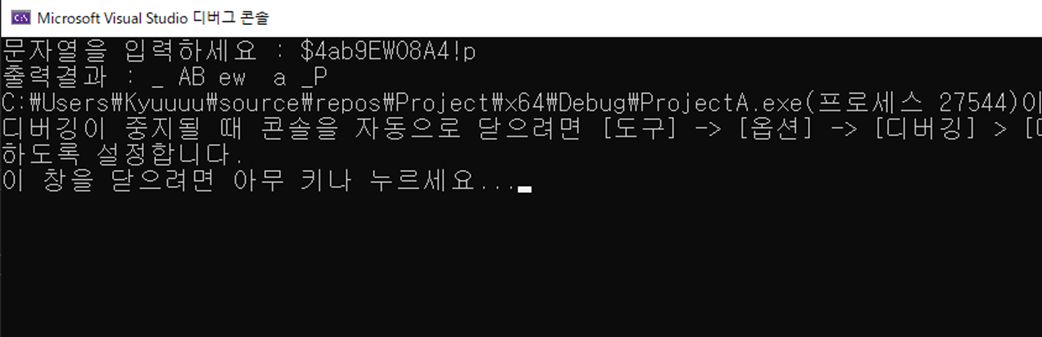 Microsoft Visual Studio 디버그 콘솔
문자열을 입력하세요 : $4ab9EW08A4!p
출력결과 : _ AB ew  a _P
C:\Users\Kyuuuu\source\repos\Project\x64\Debug\ProjectA.exe(프로세스 27544)이
디버깅이 중지될 때 콘솔을 자동으로 닫으려면 [도구] -> [옵션] -> [디버깅] > [
하도록 설정합니다.
이 창을 닫으려면 아무 키나 누르세요...